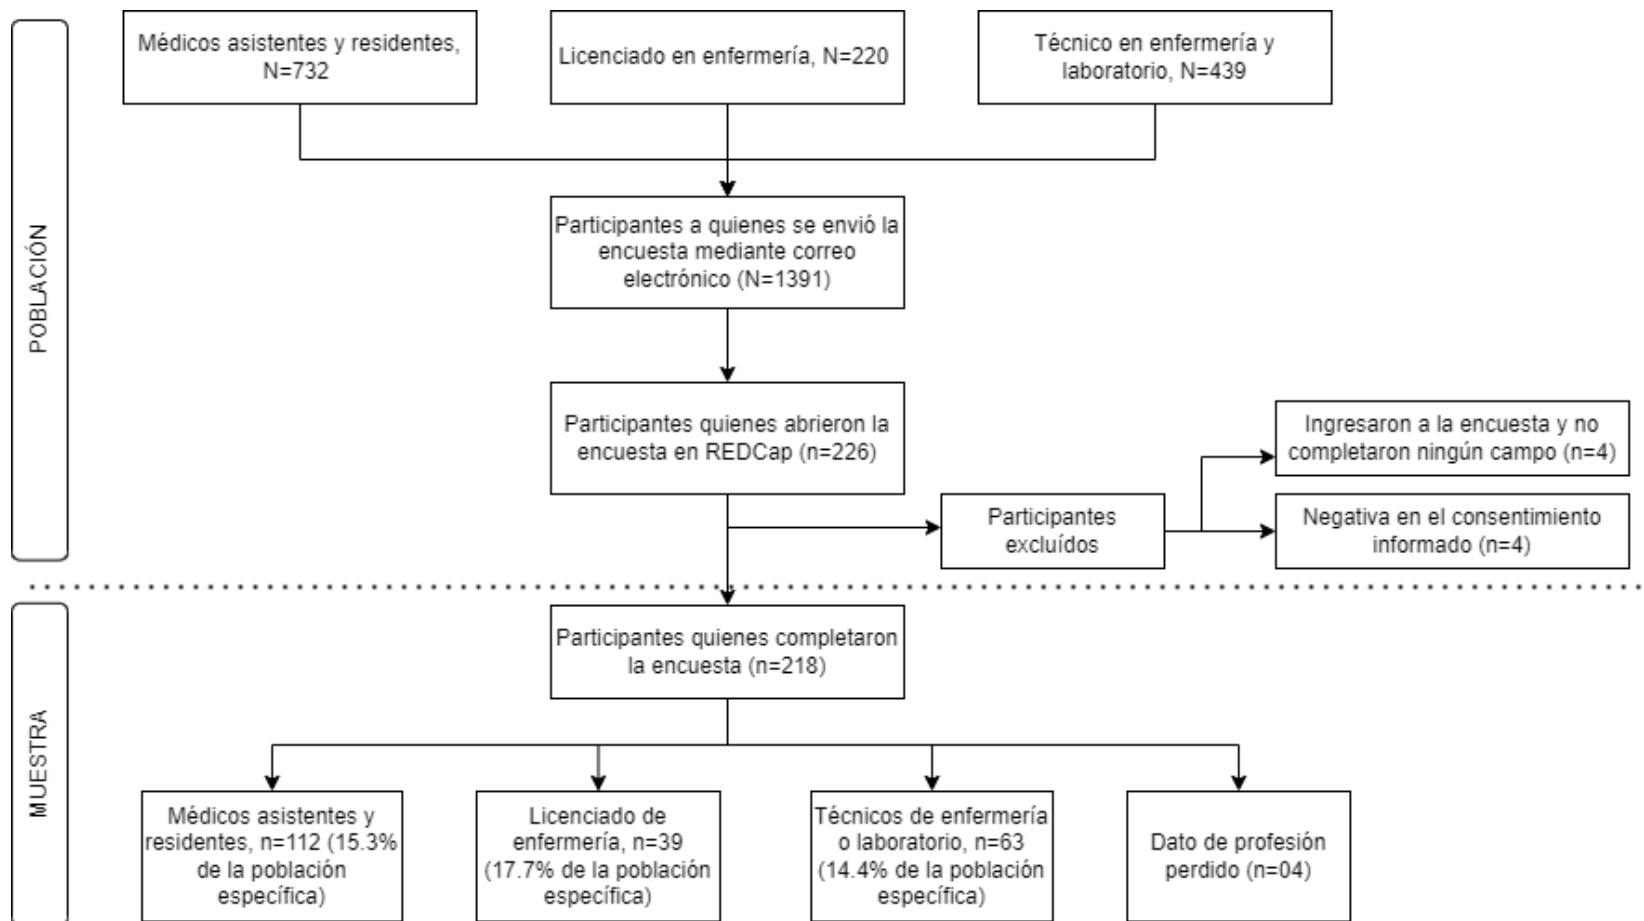 POBLACIÓN
Médicos asistentes y residentes,
N=732
Licenciado en enfermería, N=220
Técnico en enfermería y
laboratorio, N=439
Participantes a quienes se envió la
encuesta mediante correo
electrónico (N=1391)
Participantes quienes abrieron la
encuesta en REDCap (n=226)
Participantes
excluídos
Ingresaron a la encuesta y no
completaron ningún campo (n=4)
Negativa en el consentimiento
informado (n=4)
MUESTRA
Participantes quienes completaron
la encuesta (n=218)
Médicos asistentes y
residentes, n=112 (15.3%
de la población
específica)
Licenciado de
enfermería, n=39
(17.7% de la población
específica)
Técnicos de enfermería
o laboratorio, n=63
(14.4% de la población
específica)
Dato de profesión
perdido (n=04)